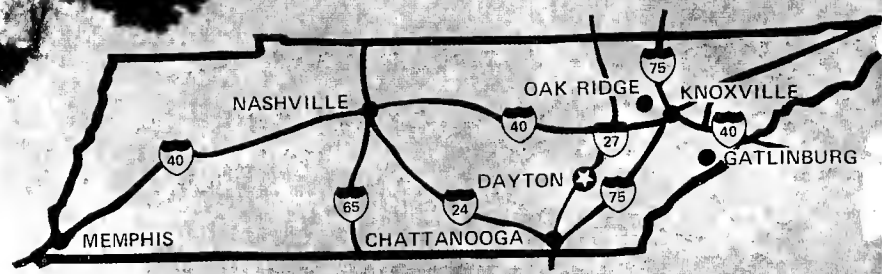 75
OAK RIDGE
KNOXVILLE
NASHVILLE
40
27
40
GATLINBURG
40
DAYTON
75
65
24
MEMPHIS
CHATTANOOGA